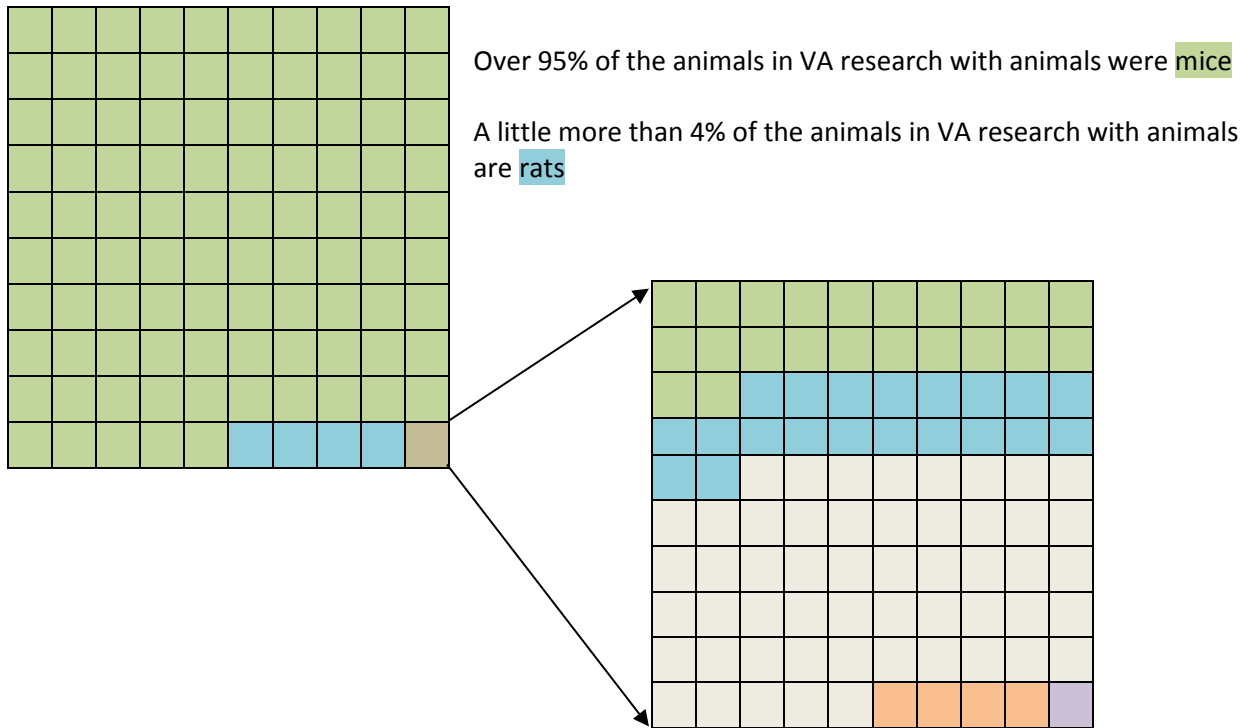 Over 95% of the animals in VA research with animals were mice
A little more than 4% of the animals in VA research with animals
are rats